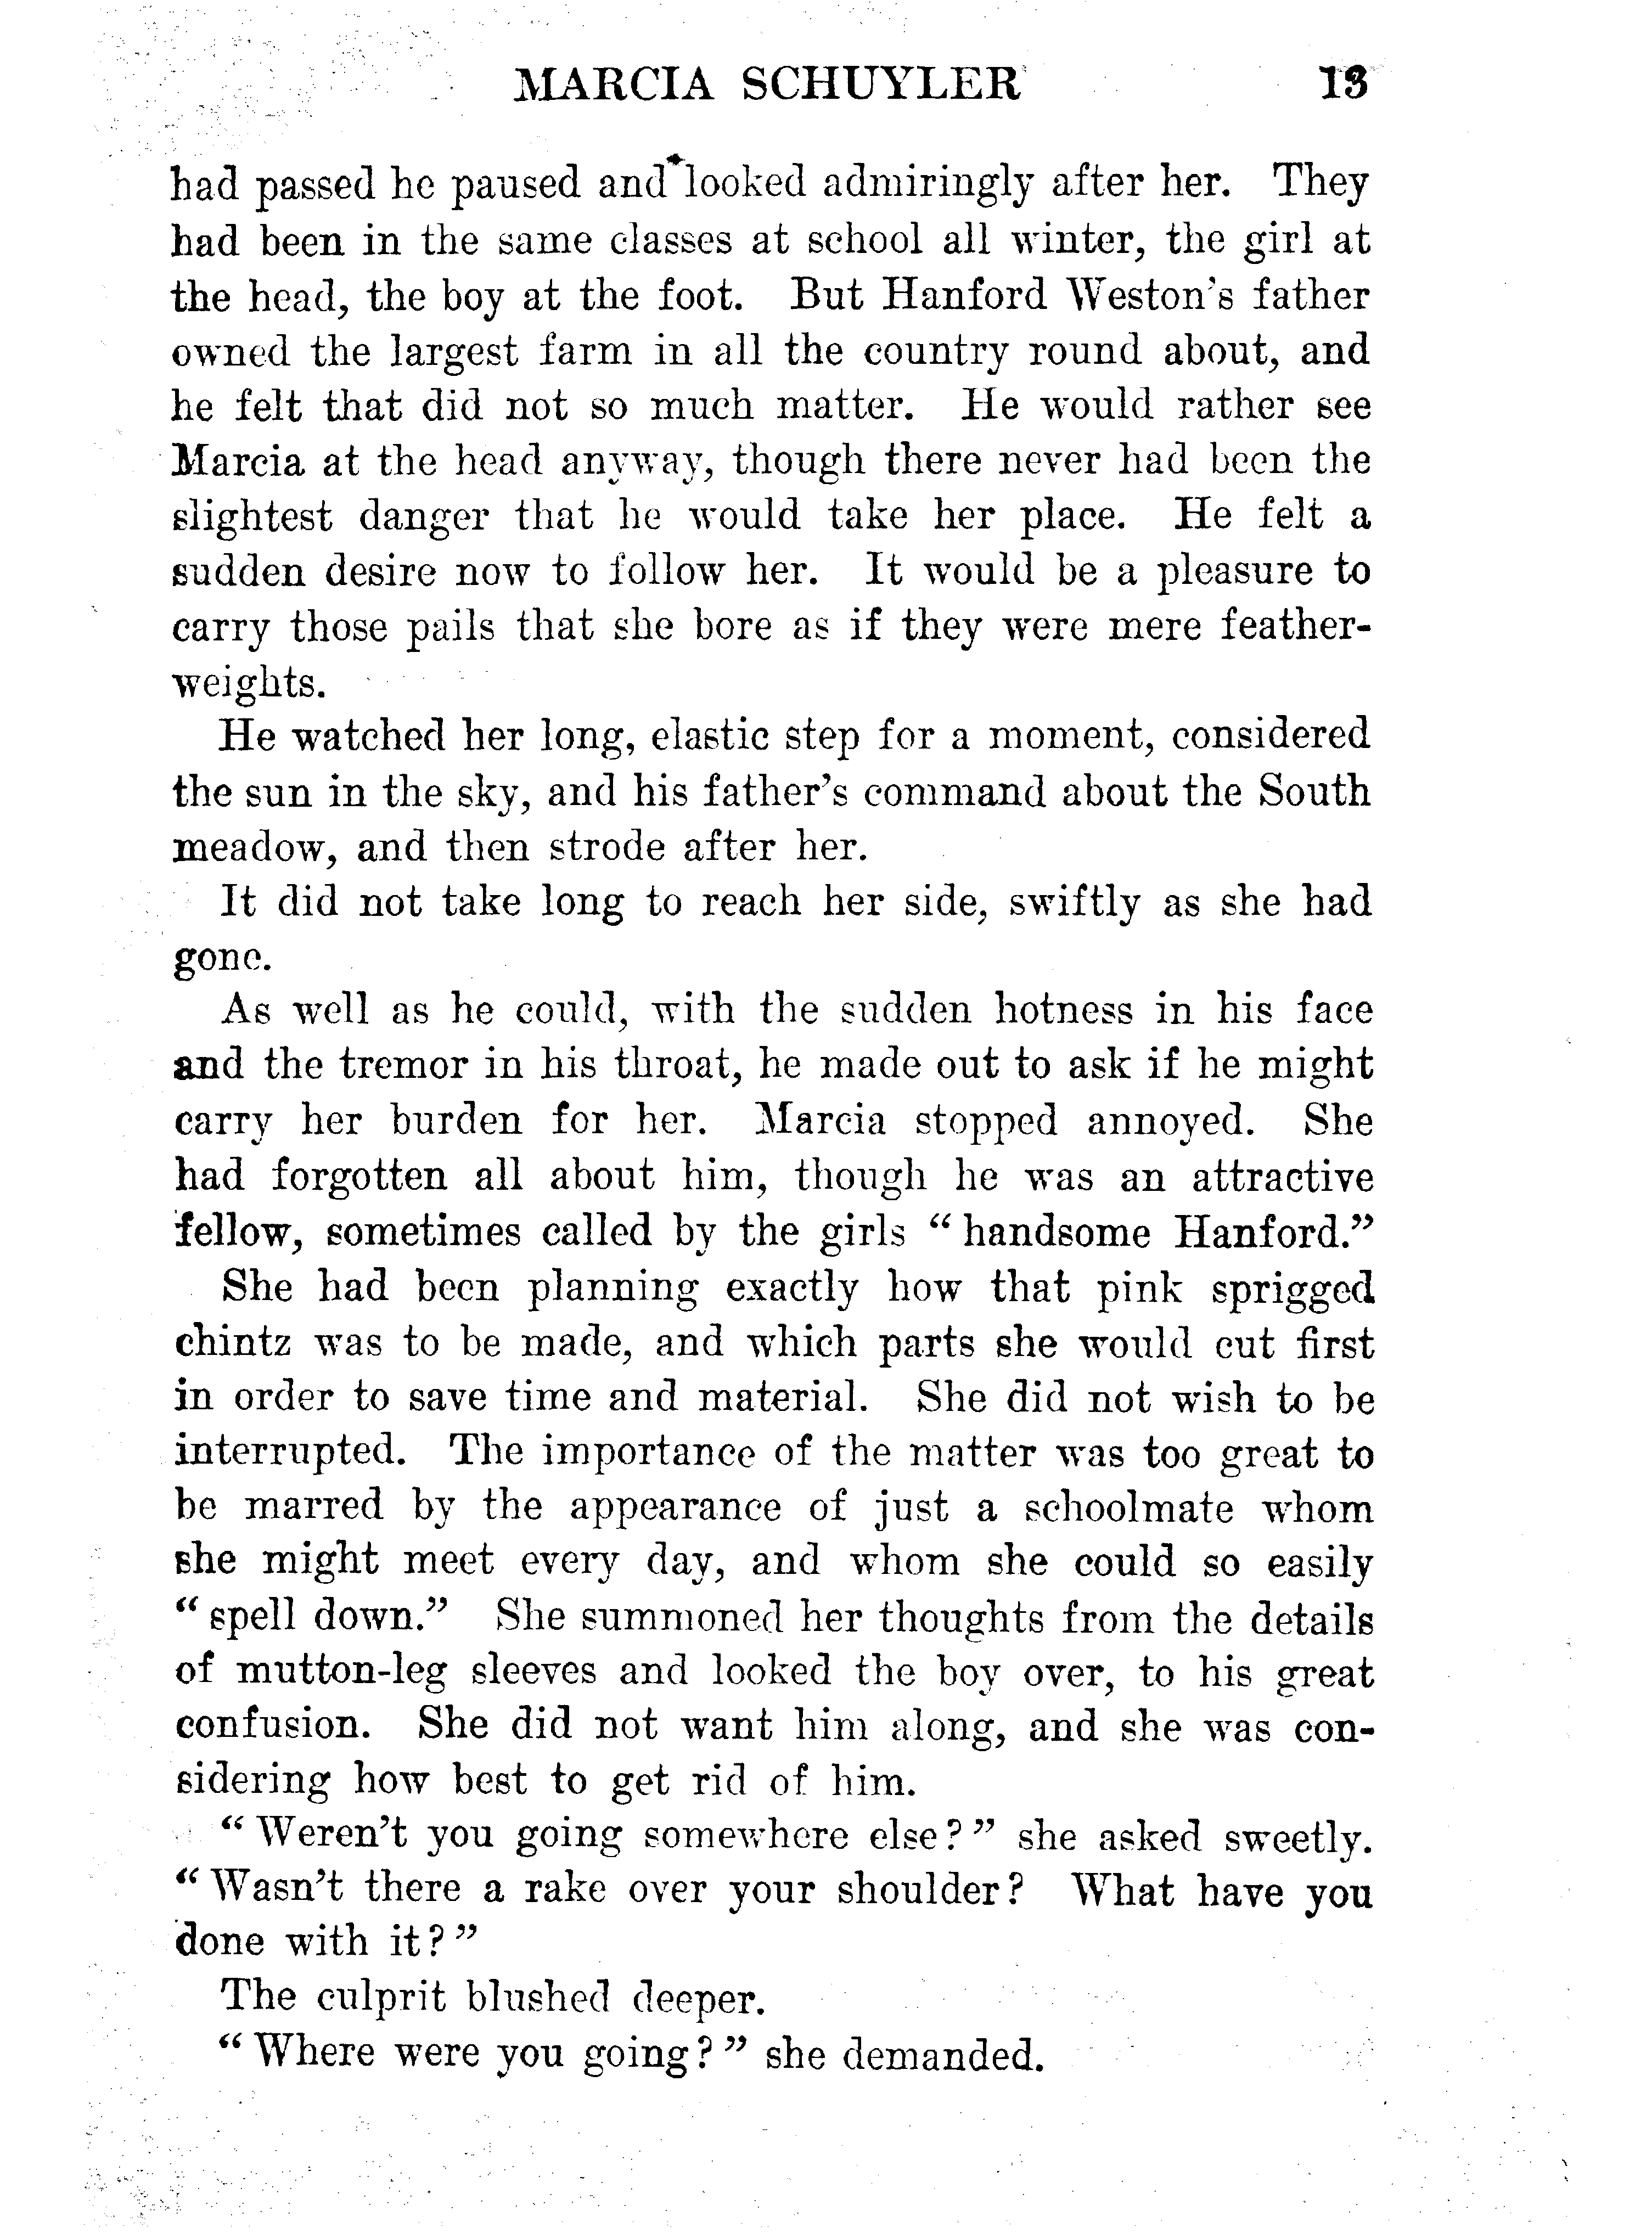 MARCIA SCHUYLER 13
had passed he paused and looked admiringly after her. They
had been in the same classes at school all winter, the girl at
the head, the boy at the foot. But Hanford Weston's father
owned the largest farm in all the country round about, and
he felt that did not so much matter. He would rather see
Marcia at the head anyway, though there never had been the
slightest danger that he would take her place. He felt a
sudden desire now to follow her. It would be a pleasure to
carry those pails that she bore as if they were mere feather-
weights.
He watched her long, elastic step for a moment, considered
the sun in the sky, and his father's command about the South
meadow, and then strode after her.
It did not take long to reach her side, swiftly as she had
gone.
As well as he could, with the sudden hotness in his face
and the tremor in his throat, he made out to ask if he might
carry her burden for her. Marcia stopped annoyed. She
had forgotten all about him, though he was an attractive
fellow, sometimes called by the girls "handsome Hanford."
She had been planning exactly how that pink sprigged
chintz was to be made, and which parts she would cut first
in order to save time and material. She did not wish to be
interrupted. The importance of the matter was too great to
be marred by the appearance of just a schoolmate whom
she might meet every day, and whom she could so easily
"spell down." She summoned her thoughts from the details
of mutton-leg sleeves and looked the boy over, to his great
confusion. She did not want him along, and she was con-
sidering how best to get rid of him.
"Weren't you going somewhere else?" she asked sweetly.
"Wasn't there a rake over your shoulder? What have you
done with it?"
The culprit blushed deeper.
"Where were you going?" she demanded.